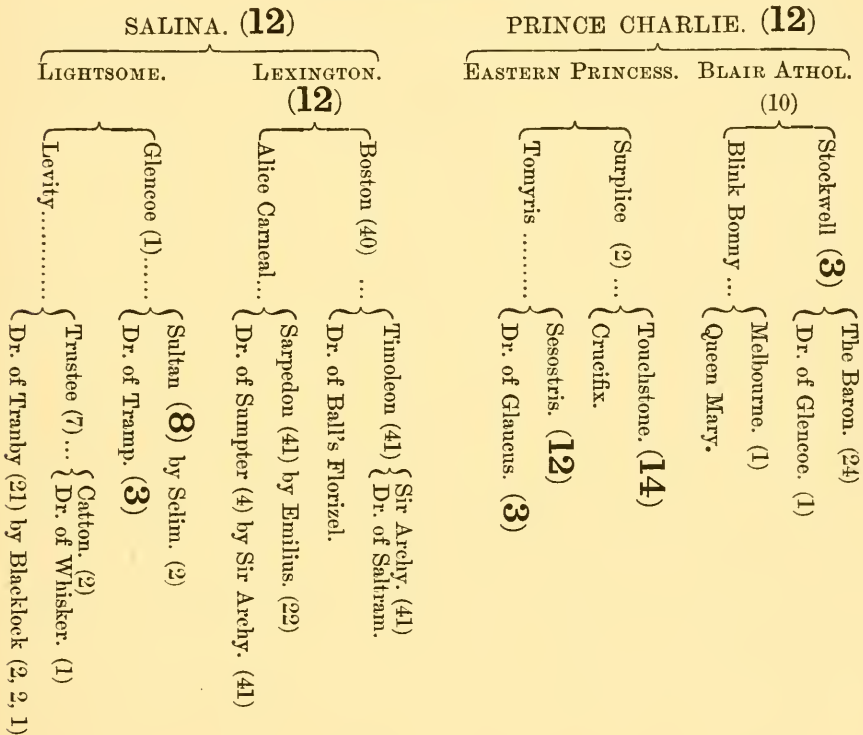 SALINA. (12)
PRINCE CHARLIE. (12)
LIGHTSOME. LEXINGTON. (12)
EASTERN PRINCESS. BLAIR ATHOL. (10)
Stockwell (3)
The Baron. (24)
Dr. of Glencoe. (1)
Blink Bonny ...
Melbourne. (1)
Queen Mary.
Surplice (2) ...
Touchstone. (14)
Crucifix.
Tomyris .........
Sesostris. (12)
Dr. of Glaucus. (3)
Boston (40) ...
Timoleon (41)
Sir Archy. (41)
Dr. of Saltram.
Dr. of Ball's Florizel.
Alice Carneal...
Sarpedon (41) by Emilius. (22)
Dr. of Sumpter (4) by Sir Archy. (41)
Glencoe (1)......
Sultan (8) by Selim. (2)
Dr. of Tramp. (3)
Levity............
Trustee (7) ...
Catton. (2)
Dr. of Whisker. (1)
Dr. of Tranby (21) by Blacklock (2, 2, 1)